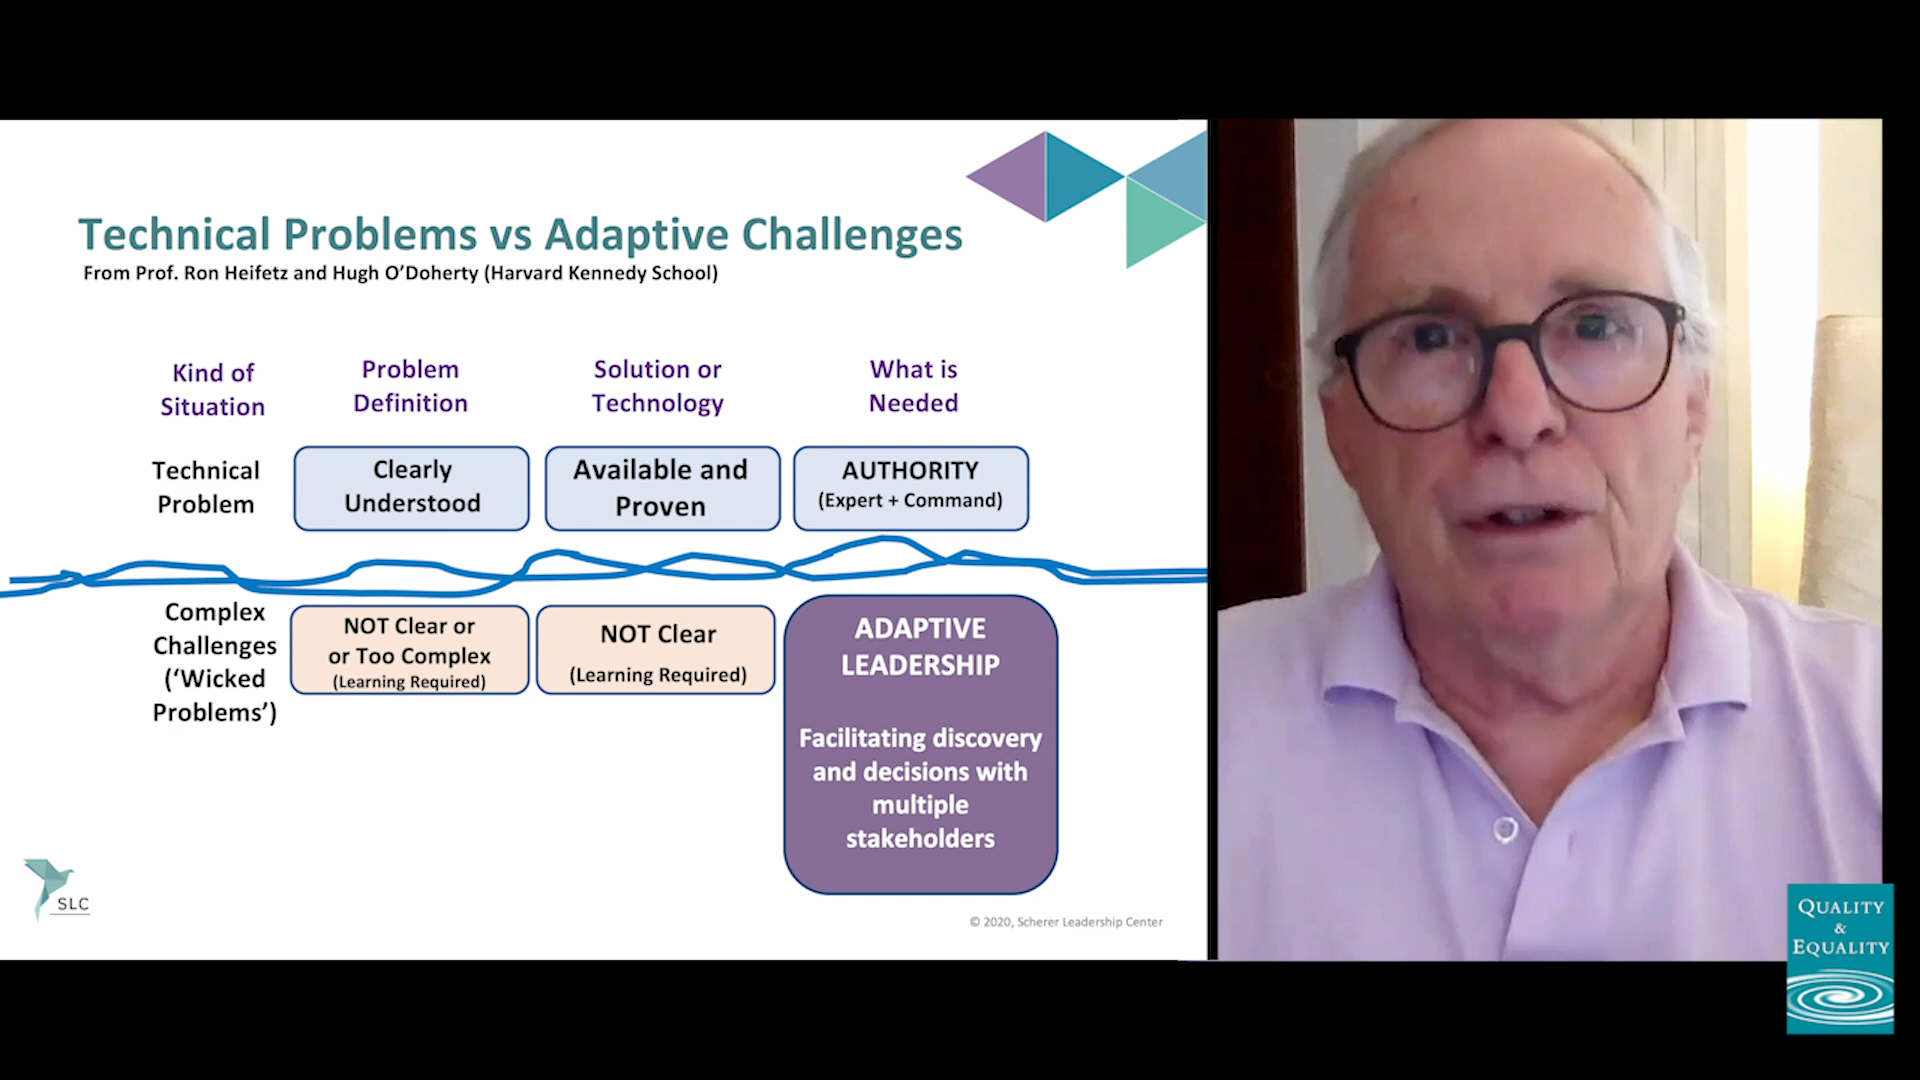 Technical Problems vs Adaptive Challenges
From Prof. Ron Heifetz and Hugh O’Doherty (Harvard Kennedy School)
Kind of
Situation
Problem
Definition
Solution or
Technology
What is
Needed
Technical
Problem
Clearly
Understood
Available and
Proven
AUTHORITY
(Expert + Command)
Complex
Challenges
(‘Wicked
Problems’)
NOT Clear or
or Too Complex
(Learning Required)
NOT Clear
(Learning Required)
ADAPTIVE
LEADERSHIP
Facilitating discovery
and decisions with
multiple
stakeholders
SLC
© 2020, Scherer Leadership Center
QUALITY
&
EQUALITY